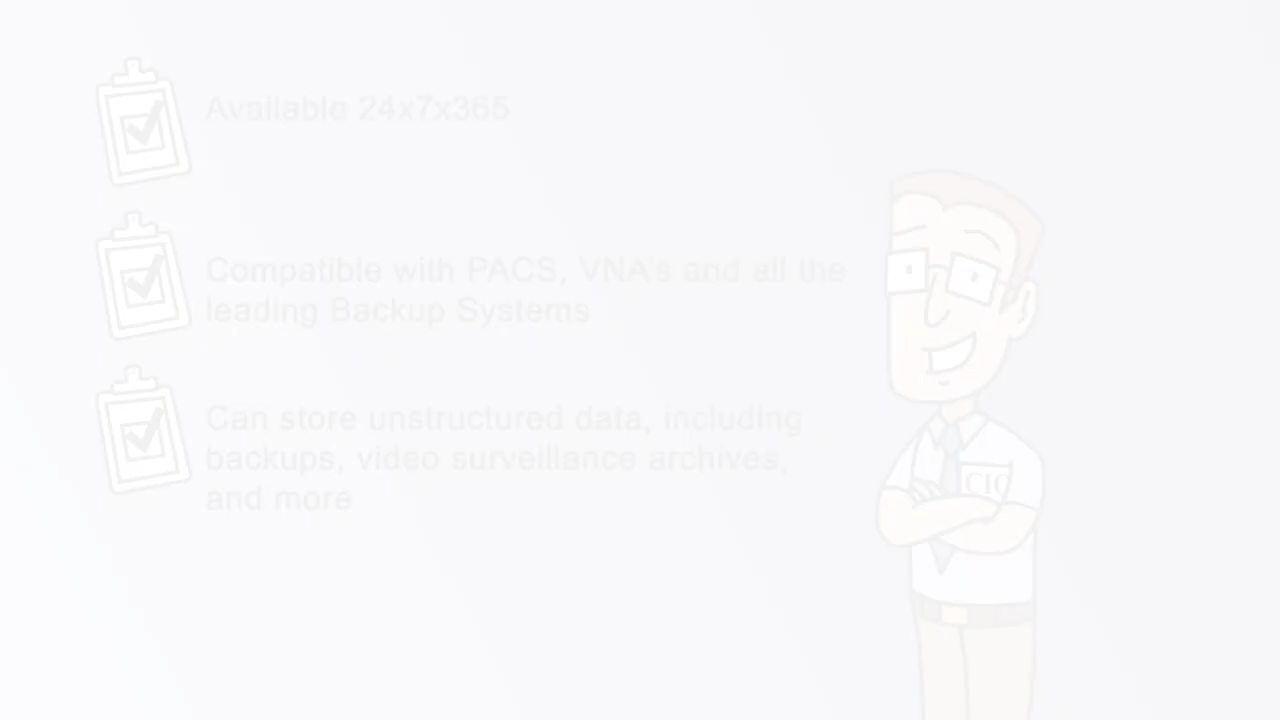 Available 24x7x365
Compatible with PACS, VNA's and all the
leading Backup Systems
Can store unstructured data, including
backups, video surveillance archives,
and more
CIO